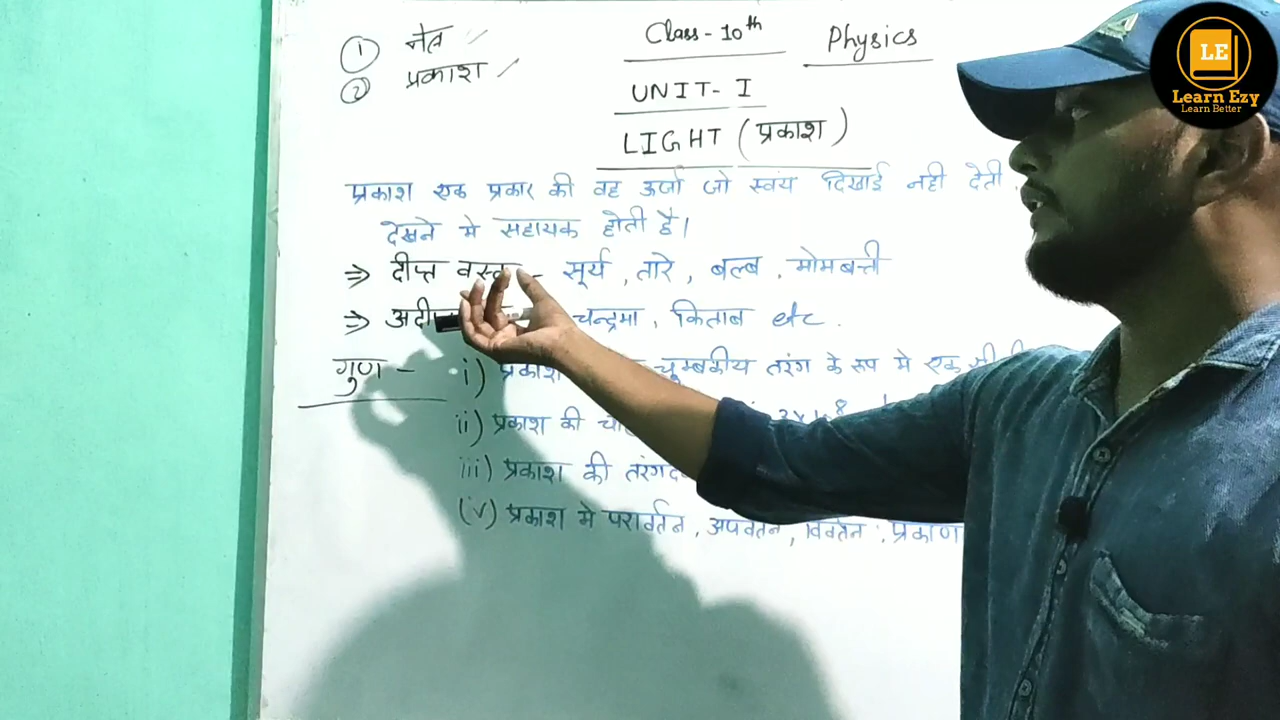 ① नेत्र
② प्रकाश
Class - 10th Physics
UNIT - I
LIGHT (प्रकाश)
प्रकाश एक प्रकार की वह ऊर्जा जो स्वंय दिखाई नही देती
देखने मे सहायक होती है।
⇒ दीप्त वस्तु - सूर्य, तारे, बल्ब, मोमबत्ती
⇒ चन्द्रमा, किताब etc.
गुण - i) प्रकाश चुम्बकीय तरंग के रूप मे एक
ii) प्रकाश की
iii) प्रकाश की
(iv) प्रकाश मे परावर्तन, अपवर्तन, विवर्तन, प्रकीर्ण
LE
Learn Ezy
Learn Better